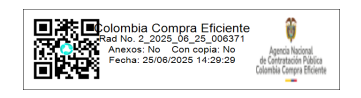 Colombia Compra Eficiente
Rad No. 2_2025_06_25_006371
Anexos: No Con copia: No
Fecha: 25/06/2025 14:29:29
Agencia Nacional
de Contratación Pública
Colombia Compra Eficiente